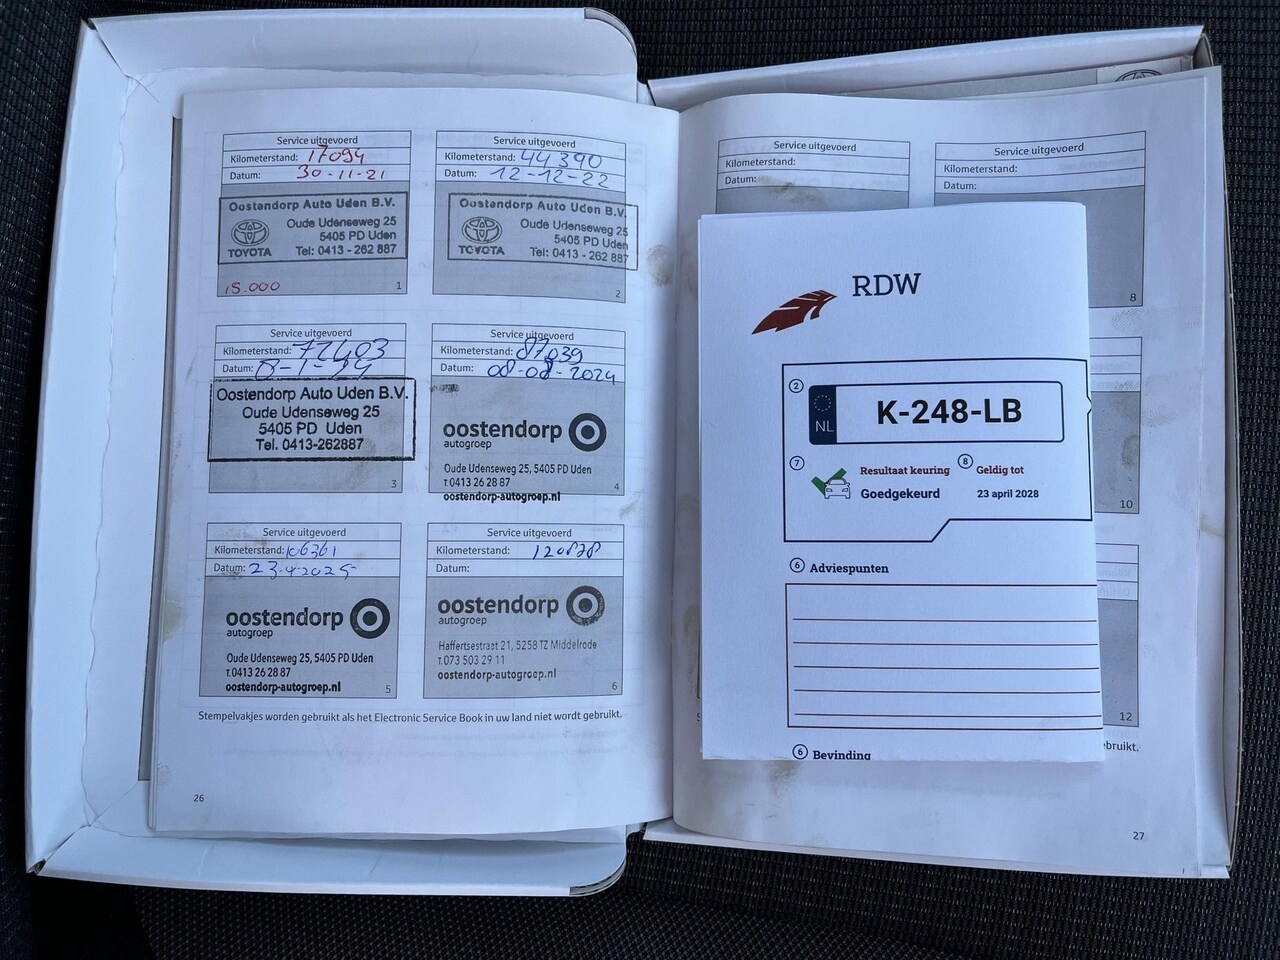 Service uitgevoerd
Kilometerstand: 17094
Datum: 30-11-21
Oostendorp Auto Uden B.V.
Oude Udenseweg 25
5405 PD Uden
TOYOTA Tel: 0413 - 262 887
15.000
1
Service uitgevoerd
Kilometerstand: 44390
Datum: 12-12-22
Oostendorp Auto Uden B.V.
Oude Udenseweg 25
5405 PD Uden
TOYOTA Tel: 0413 - 262 887
2
Service uitgevoerd
Kilometerstand: 72403
Datum: 8-1-24
Oostendorp Auto Uden B.V.
Oude Udenseweg 25
5405 PD Uden
Tel. 0413-262887
3
Service uitgevoerd
Kilometerstand: 87039
Datum: 08-08-2024
oostendorp
autogroep
Oude Udenseweg 25, 5405 PD Uden
T.0413 26 28 87
oostendorp-autogroep.nl
4
Service uitgevoerd
Kilometerstand: 106361
Datum: 23-4-2025
oostendorp
autogroep
Oude Udenseweg 25, 5405 PD Uden
T.0413 26 28 87
oostendorp-autogroep.nl
5
Service uitgevoerd
Kilometerstand: 120878
Datum:
oostendorp
autogroep
Haffertsestraat 21, 5258 TZ Middelrode
T.073 503 29 11
oostendorp-autogroep.nl
6
Stempelvakjes worden gebruikt als het Electronic Service Book in uw land niet wordt gebruikt.
26
Service uitgevoerd
Kilometerstand:
Datum:
Service uitgevoerd
Kilometerstand:
Datum:
8
10
12
ebruikt.
27
RDW
2
NL
K-248-LB
7 Resultaat keuring
Goedgekeurd
8 Geldig tot
23 april 2028
6 Adviespunten
6 Bevinding